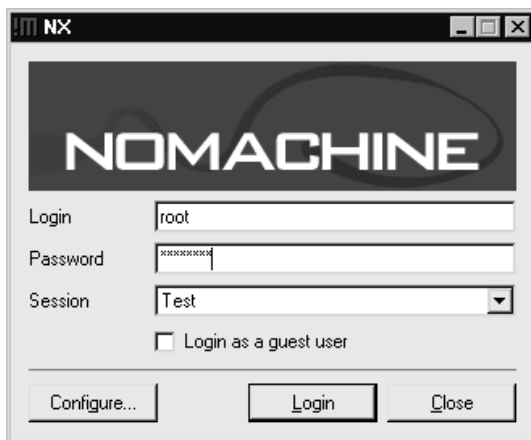 !M NX
NOMACHINE
Login root
Password ********
Session Test
Login as a guest user
Configure... Login Close